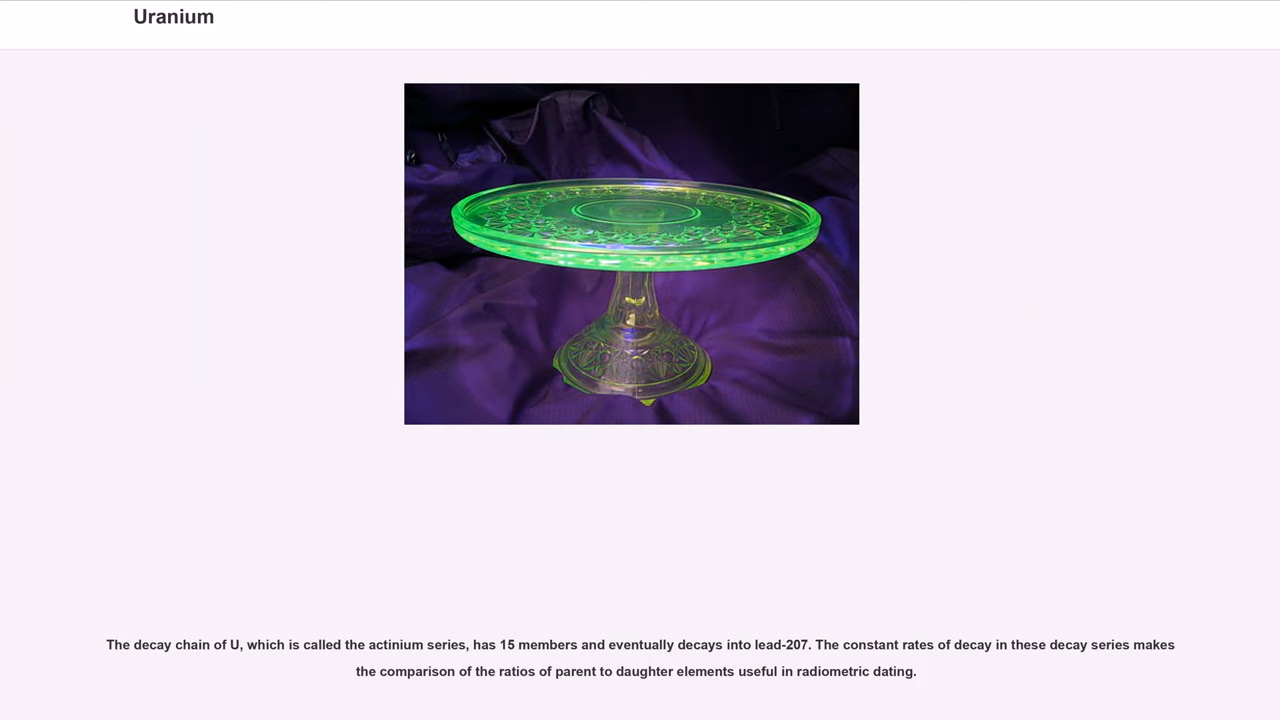 Uranium
The decay chain of U, which is called the actinium series, has 15 members and eventually decays into lead-207. The constant rates of decay in these decay series makes
the comparison of the ratios of parent to daughter elements useful in radiometric dating.